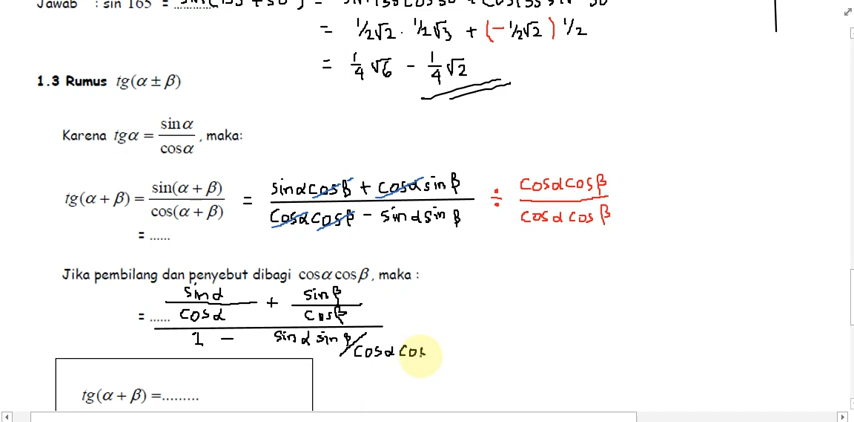 Jawab : sin 165 = ..........
= ½√2 . ½√3 + (-½√2) ½
= ¼√6 - ¼√2
1.3 Rumus tg(α ± β)
Karena tgα = sinα / cosα, maka:
tg(α + β) = sin(α + β) / cos(α + β) = sinα cosβ + cosα sinβ / cosα cosβ - sinα sinβ ÷ cosα cosβ / cosα cosβ
= ......
Jika pembilang dan penyebut dibagi cosα cosβ, maka :
sinα / cosα + sinβ / cosβ
= ......
1 - sinα sinβ / cosα cos
tg(α + β) =.........